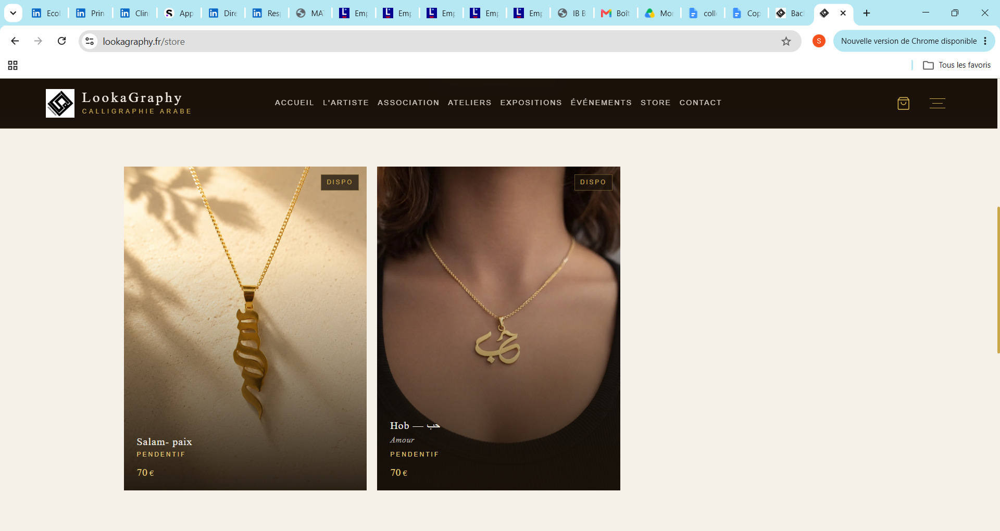 Ecol
Prin
Clin
App
Dire
Res
MA
Emp
Emp
Emp
Emp
Emp
IB B
Boît
Mo
coll
Cop
Bac
lookagraphy.fr/store
S
Nouvelle version de Chrome disponible
Tous les favoris
LookaGraphy
CALLIGRAPHIE ARABE
ACCUEIL L'ARTISTE ASSOCIATION ATELIERS EXPOSITIONS ÉVÉNEMENTS STORE CONTACT
DISPO
Salam- paix
PENDENTIF
70 €
DISPO
حب
Hob — حب
Amour
PENDENTIF
70 €